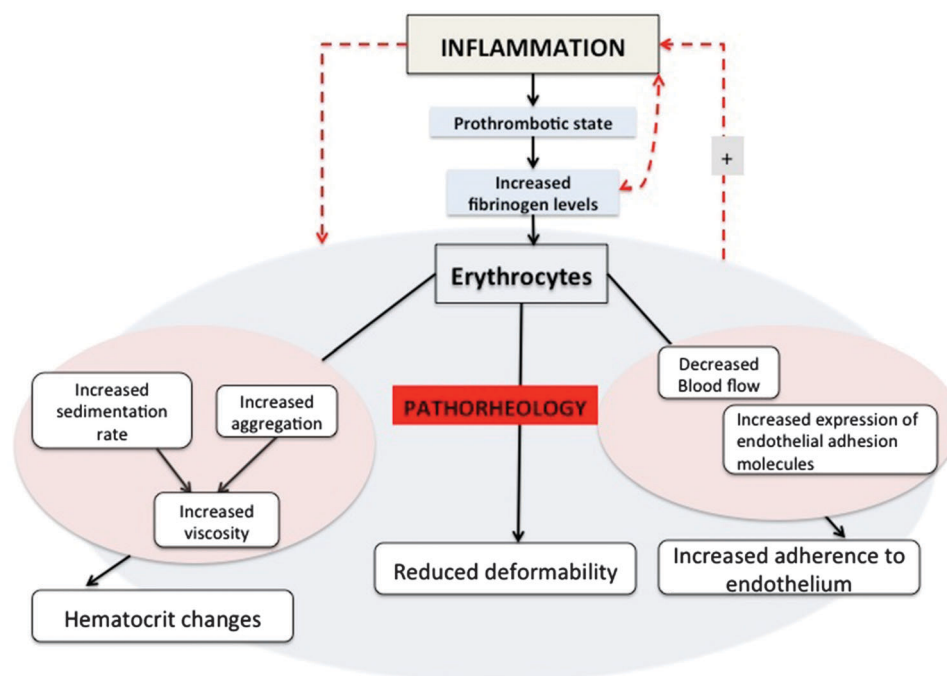 INFLAMMATION
Prothrombotic state
+
Increased
fibrinogen levels
Erythrocytes
Increased
sedimentation
rate
Increased
aggregation
Increased
viscosity
PATHORHEOLOGY
Decreased
Blood flow
Increased expression of
endothelial adhesion
molecules
Hematocrit changes
Reduced deformability
Increased adherence to
endothelium